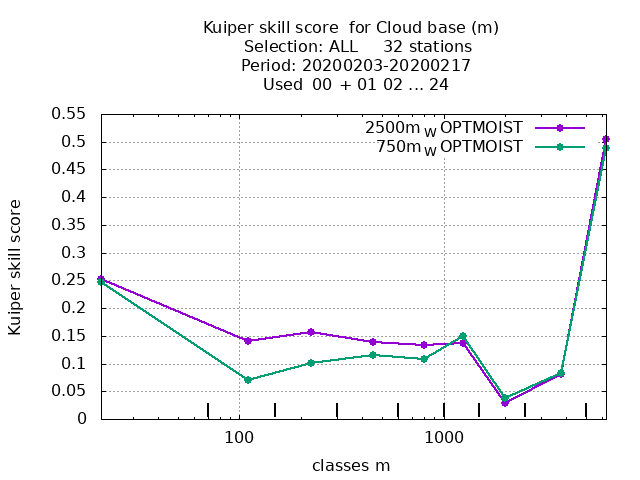 Kuiper skill score  for Cloud base (m)
Selection: ALL     32 stations
Period: 20200203-20200217
Used  00 + 01 02 ... 24
2500m W OPTMOIST
750m W OPTMOIST
Kuiper skill score
0.55
0.5
0.45
0.4
0.35
0.3
0.25
0.2
0.15
0.1
0.05
0
100
1000
classes m